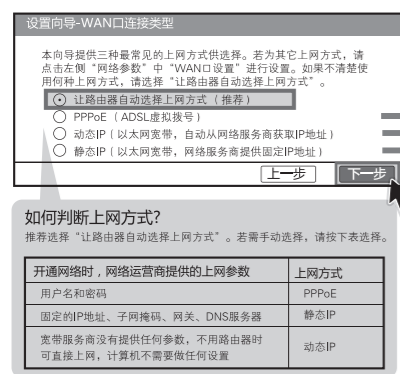 设置向导-WAN口连接类型
本向导提供三种最常见的上网方式供选择。若为其它上网方式，请
点击左侧“网络参数”中“WAN口设置”进行设置。如果不清楚使
用何种上网方式，请选择“让路由器自动选择上网方式”。
让路由器自动选择上网方式（推荐）
PPPoE（ADSL虚拟拨号）
动态IP（以太网宽带，自动从网络服务商获取IP地址）
静态IP（以太网宽带，网络服务商提供固定IP地址）
上一步 下一步
如何判断上网方式?
推荐选择“让路由器自动选择上网方式”。若需手动选择，请按下表选择。
开通网络时，网络运营商提供的上网参数 上网方式
用户名和密码 PPPoE
固定的IP地址、子网掩码、网关、DNS服务器 静态IP
宽带服务商没有提供任何参数，不用路由器时
可直接上网，计算机不需要做任何设置 动态IP